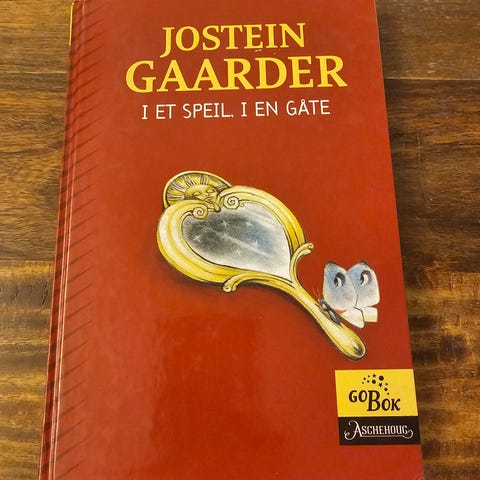 JOSTEIN
GAARDER
I ET SPEIL, I EN GÅTE
GO BOK
ASCHEHOUG